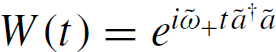 W(t) = e^{i\tilde{\omega}_+ t \tilde{a}^\dagger \tilde{a}}